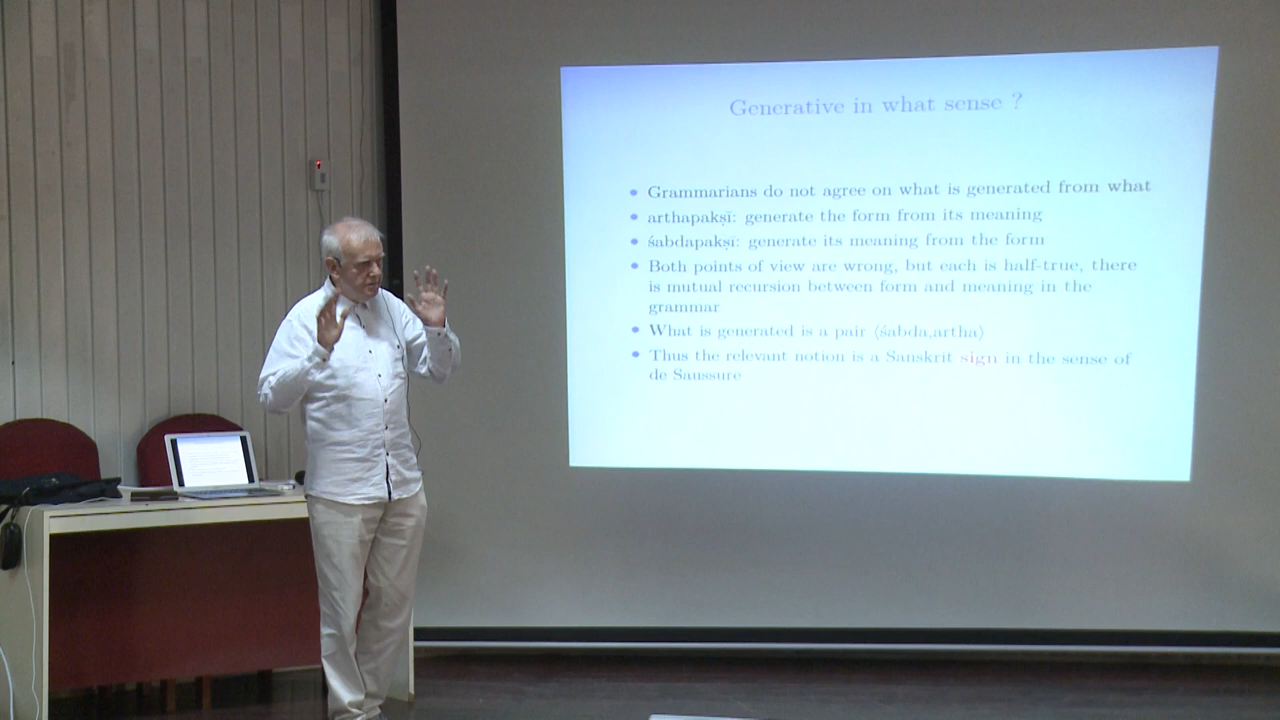 Generative in what sense ?
• Grammarians do not agree on what is generated from what
• arthapakṣī: generate the form from its meaning
• śabdapakṣī: generate its meaning from the form
• Both points of view are wrong, but each is half-true, there
is mutual recursion between form and meaning in the
grammar
• What is generated is a pair ⟨śabda,artha⟩
• Thus the relevant notion is a Sanskrit sign in the sense of
de Saussure